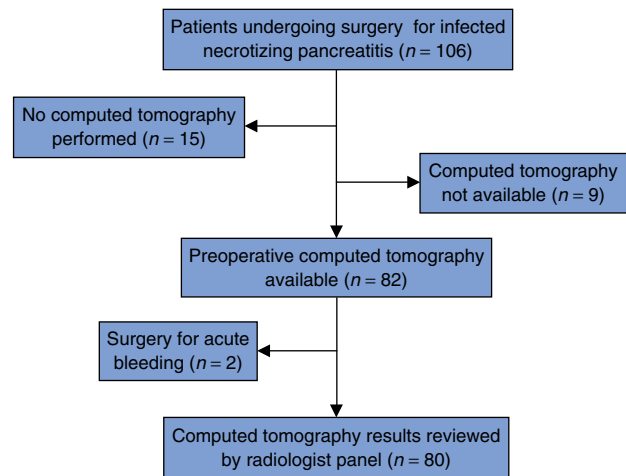 Patients undergoing surgery for infected
necrotizing pancreatitis (n = 106)
No computed tomography
performed (n = 15)
Computed tomography
not available (n = 9)
Preoperative computed tomography
available (n = 82)
Surgery for acute
bleeding (n = 2)
Computed tomography results reviewed
by radiologist panel (n = 80)